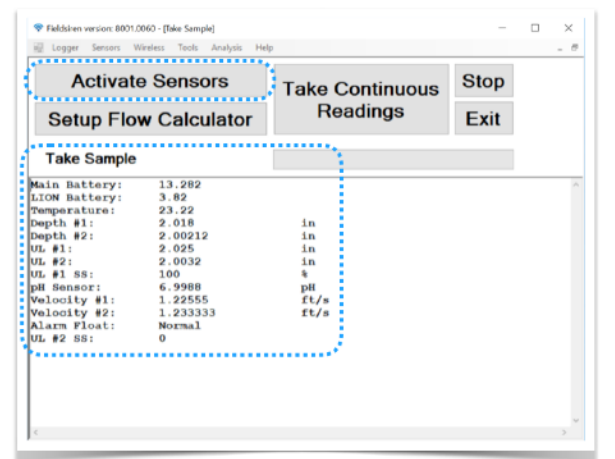 Fieldsiren version: 8001.0060 - [Take Sample]
Logger Sensors Wireless Tools Analysis Help
Activate Sensors
Take Continuous Readings
Stop
Setup Flow Calculator
Exit
Take Sample
Main Battery: 13.282
LION Battery: 3.82
Temperature: 23.22
Depth #1: 2.018 in
Depth #2: 2.00212 in
UL #1: 2.025 in
UL #2: 2.0032 in
UL #1 SS: 100 %
pH Sensor: 6.9988 pH
Velocity #1: 1.22555 ft/s
Velocity #2: 1.233333 ft/s
Alarm Float: Normal
UL #2 SS: 0